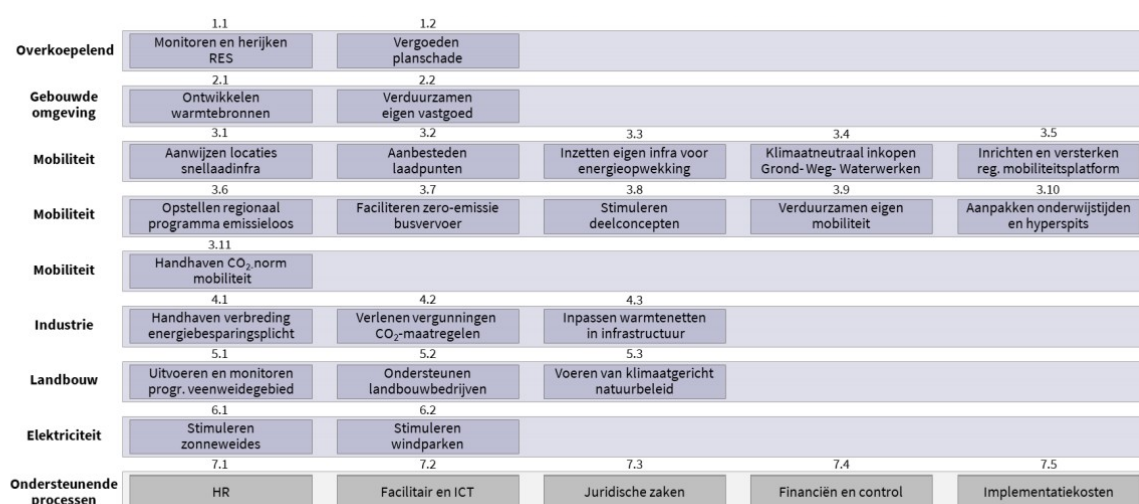 1.1 1.2
Overkoepelend
Monitoren en herijken
RES
Vergoeden
planschade
2.1 2.2
Gebouwde
omgeving
Ontwikkelen
warmtebronnen
Verduurzamen
eigen vastgoed
3.1 3.2 3.3 3.4 3.5
Mobiliteit
Aanwijzen locaties
snellaadinfra
Aanbesteden
laadpunten
Inzetten eigen infra voor
energieopwekking
Klimaatneutraal inkopen
Grond- Weg- Waterwerken
Inrichten en versterken
reg. mobiliteitsplatform
3.6 3.7 3.8 3.9 3.10
Mobiliteit
Opstellen regionaal
programma emissieloos
Faciliteren zero-emissie
busvervoer
Stimuleren
deelconcepten
Verduurzamen eigen
mobiliteit
Aanpakken onderwijstijden
en hyperspits
3.11
Mobiliteit
Handhaven CO₂-norm
mobiliteit
4.1 4.2 4.3
Industrie
Handhaven verbreding
energiebesparingsplicht
Verlenen vergunningen
CO₂-maatregelen
Inpassen warmtenetten
in infrastructuur
5.1 5.2 5.3
Landbouw
Uitvoeren en monitoren
progr. veenweidegebied
Ondersteunen
landbouwbedrijven
Voeren van klimaatgericht
natuurbeleid
6.1 6.2
Elektriciteit
Stimuleren
zonneweides
Stimuleren
windparken
7.1 7.2 7.3 7.4 7.5
Ondersteunende
processen
HR
Facilitair en ICT
Juridische zaken
Financiën en control
Implementatiekosten